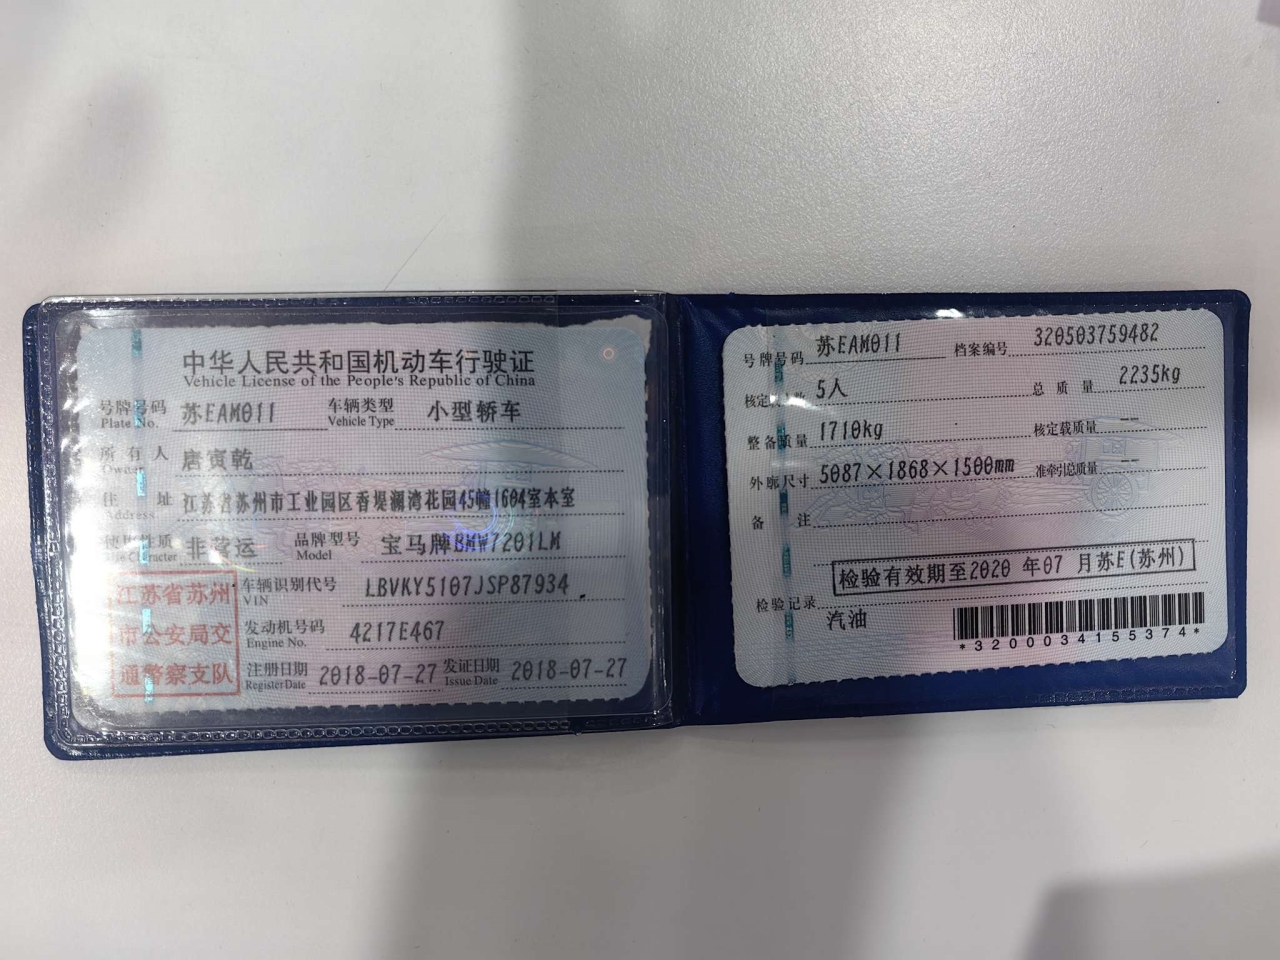 中华人民共和国机动车行驶证
Vehicle License of the People's Republic of China
号牌号码 苏EAM011 车辆类型 小型轿车
Plate No. Vehicle Type
所有人 唐寅乾
Owner
住址 江苏省苏州市工业园区香堤澜湾花园45幢1604室本室
Address
使用性质 非营运 品牌型号 宝马牌BMW7201LM
Use Character Model
江苏省苏州
市公安局交
通警察支队
车辆识别代号 LBVKY5107JSP87934
VIN
发动机号码 4217E467
Engine No.
注册日期 2018-07-27 发证日期 2018-07-27
Register Date Issue Date
号牌号码 苏EAM011 档案编号 320503759482
核定载人数 5人 总质量 2235kg
整备质量 1710kg 核定载质量 --
外廓尺寸 5087×1868×1500mm 准牵引总质量 --
备注
检验有效期至2020年07月苏E(苏州)
检验记录
汽油
*3200034155374*